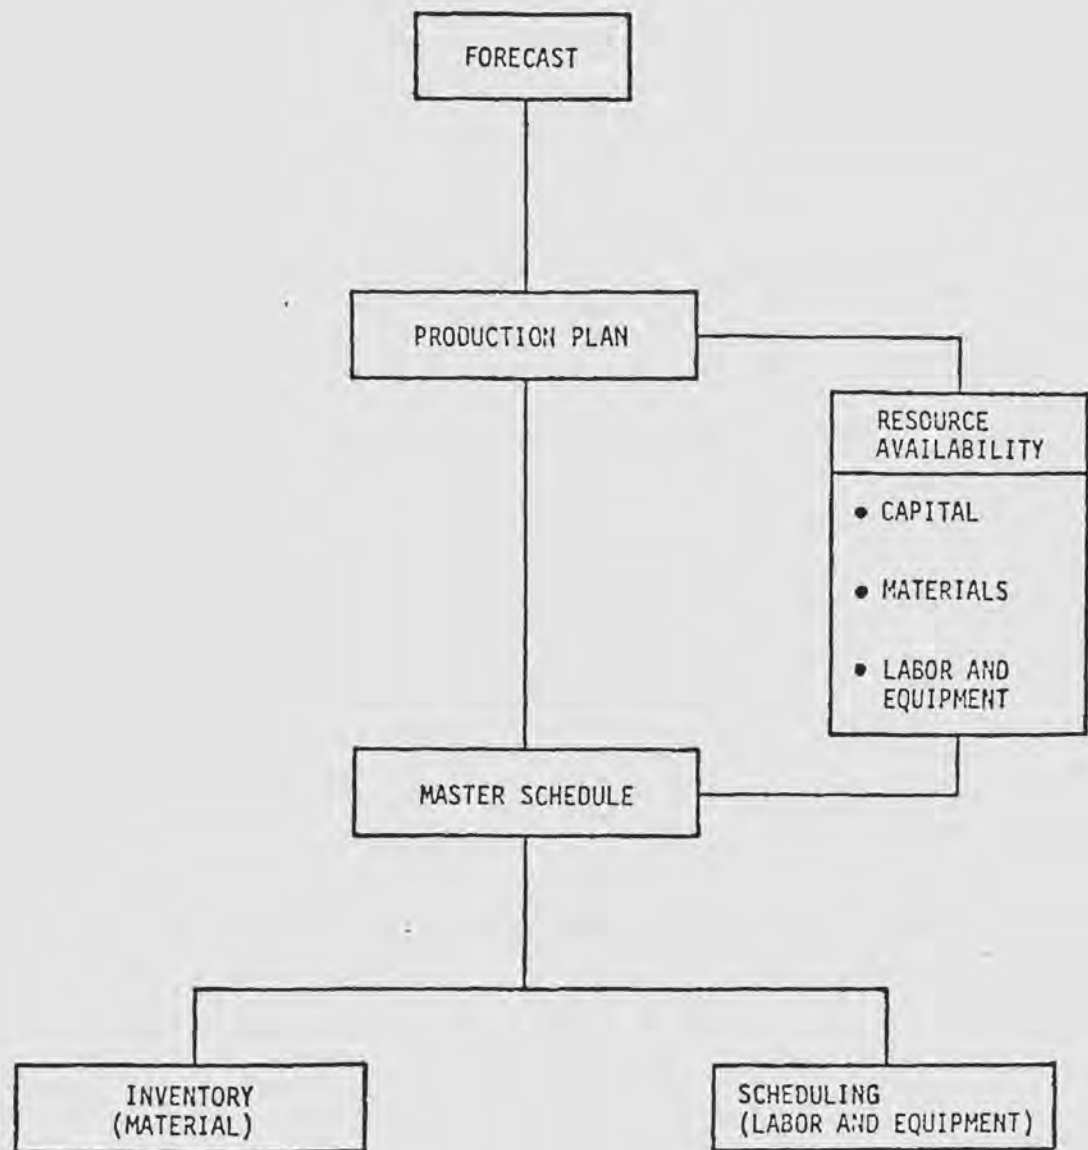 FORECAST
PRODUCTION PLAN
RESOURCE
AVAILABILITY
• CAPITAL
• MATERIALS
• LABOR AND
EQUIPMENT
MASTER SCHEDULE
INVENTORY
(MATERIAL)
SCHEDULING
(LABOR AND EQUIPMENT)